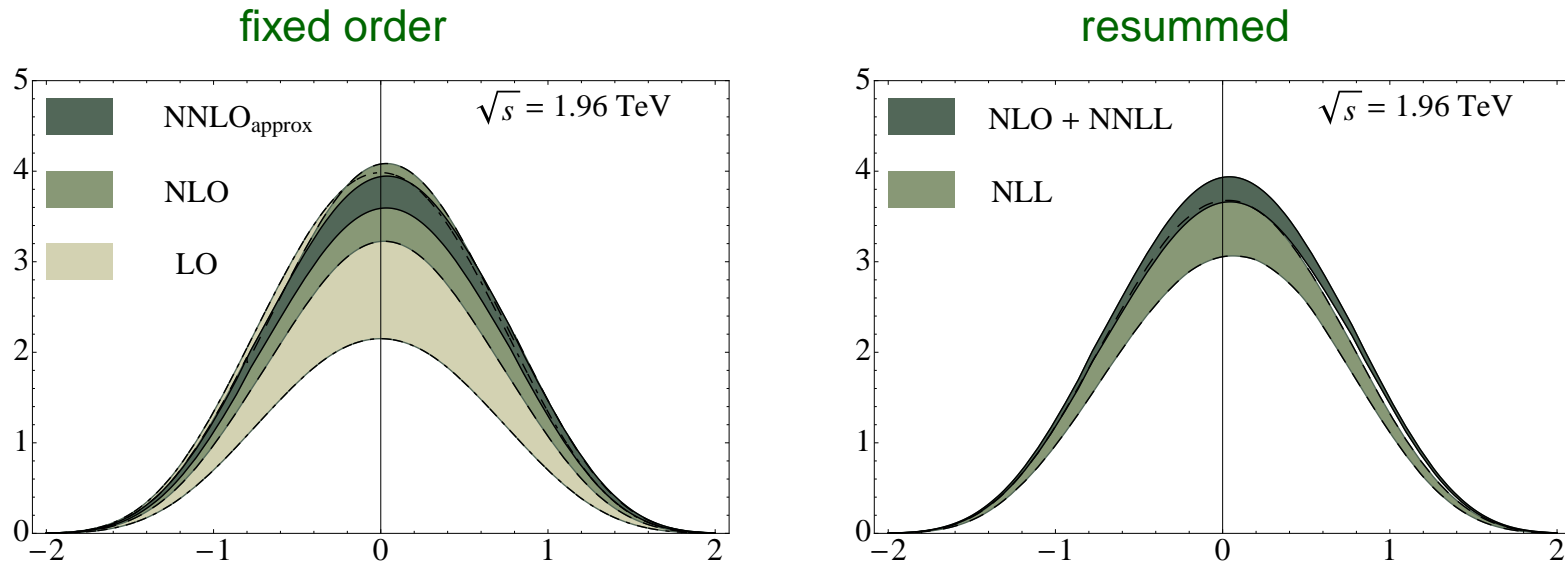 fixed order
5
4
3
2
1
0
−2
−1
0
1
2
NNLOapprox
NLO
LO
√s = 1.96 TeV
resummed
5
4
3
2
1
0
−2
−1
0
1
2
NLO + NNLL
NLL
√s = 1.96 TeV